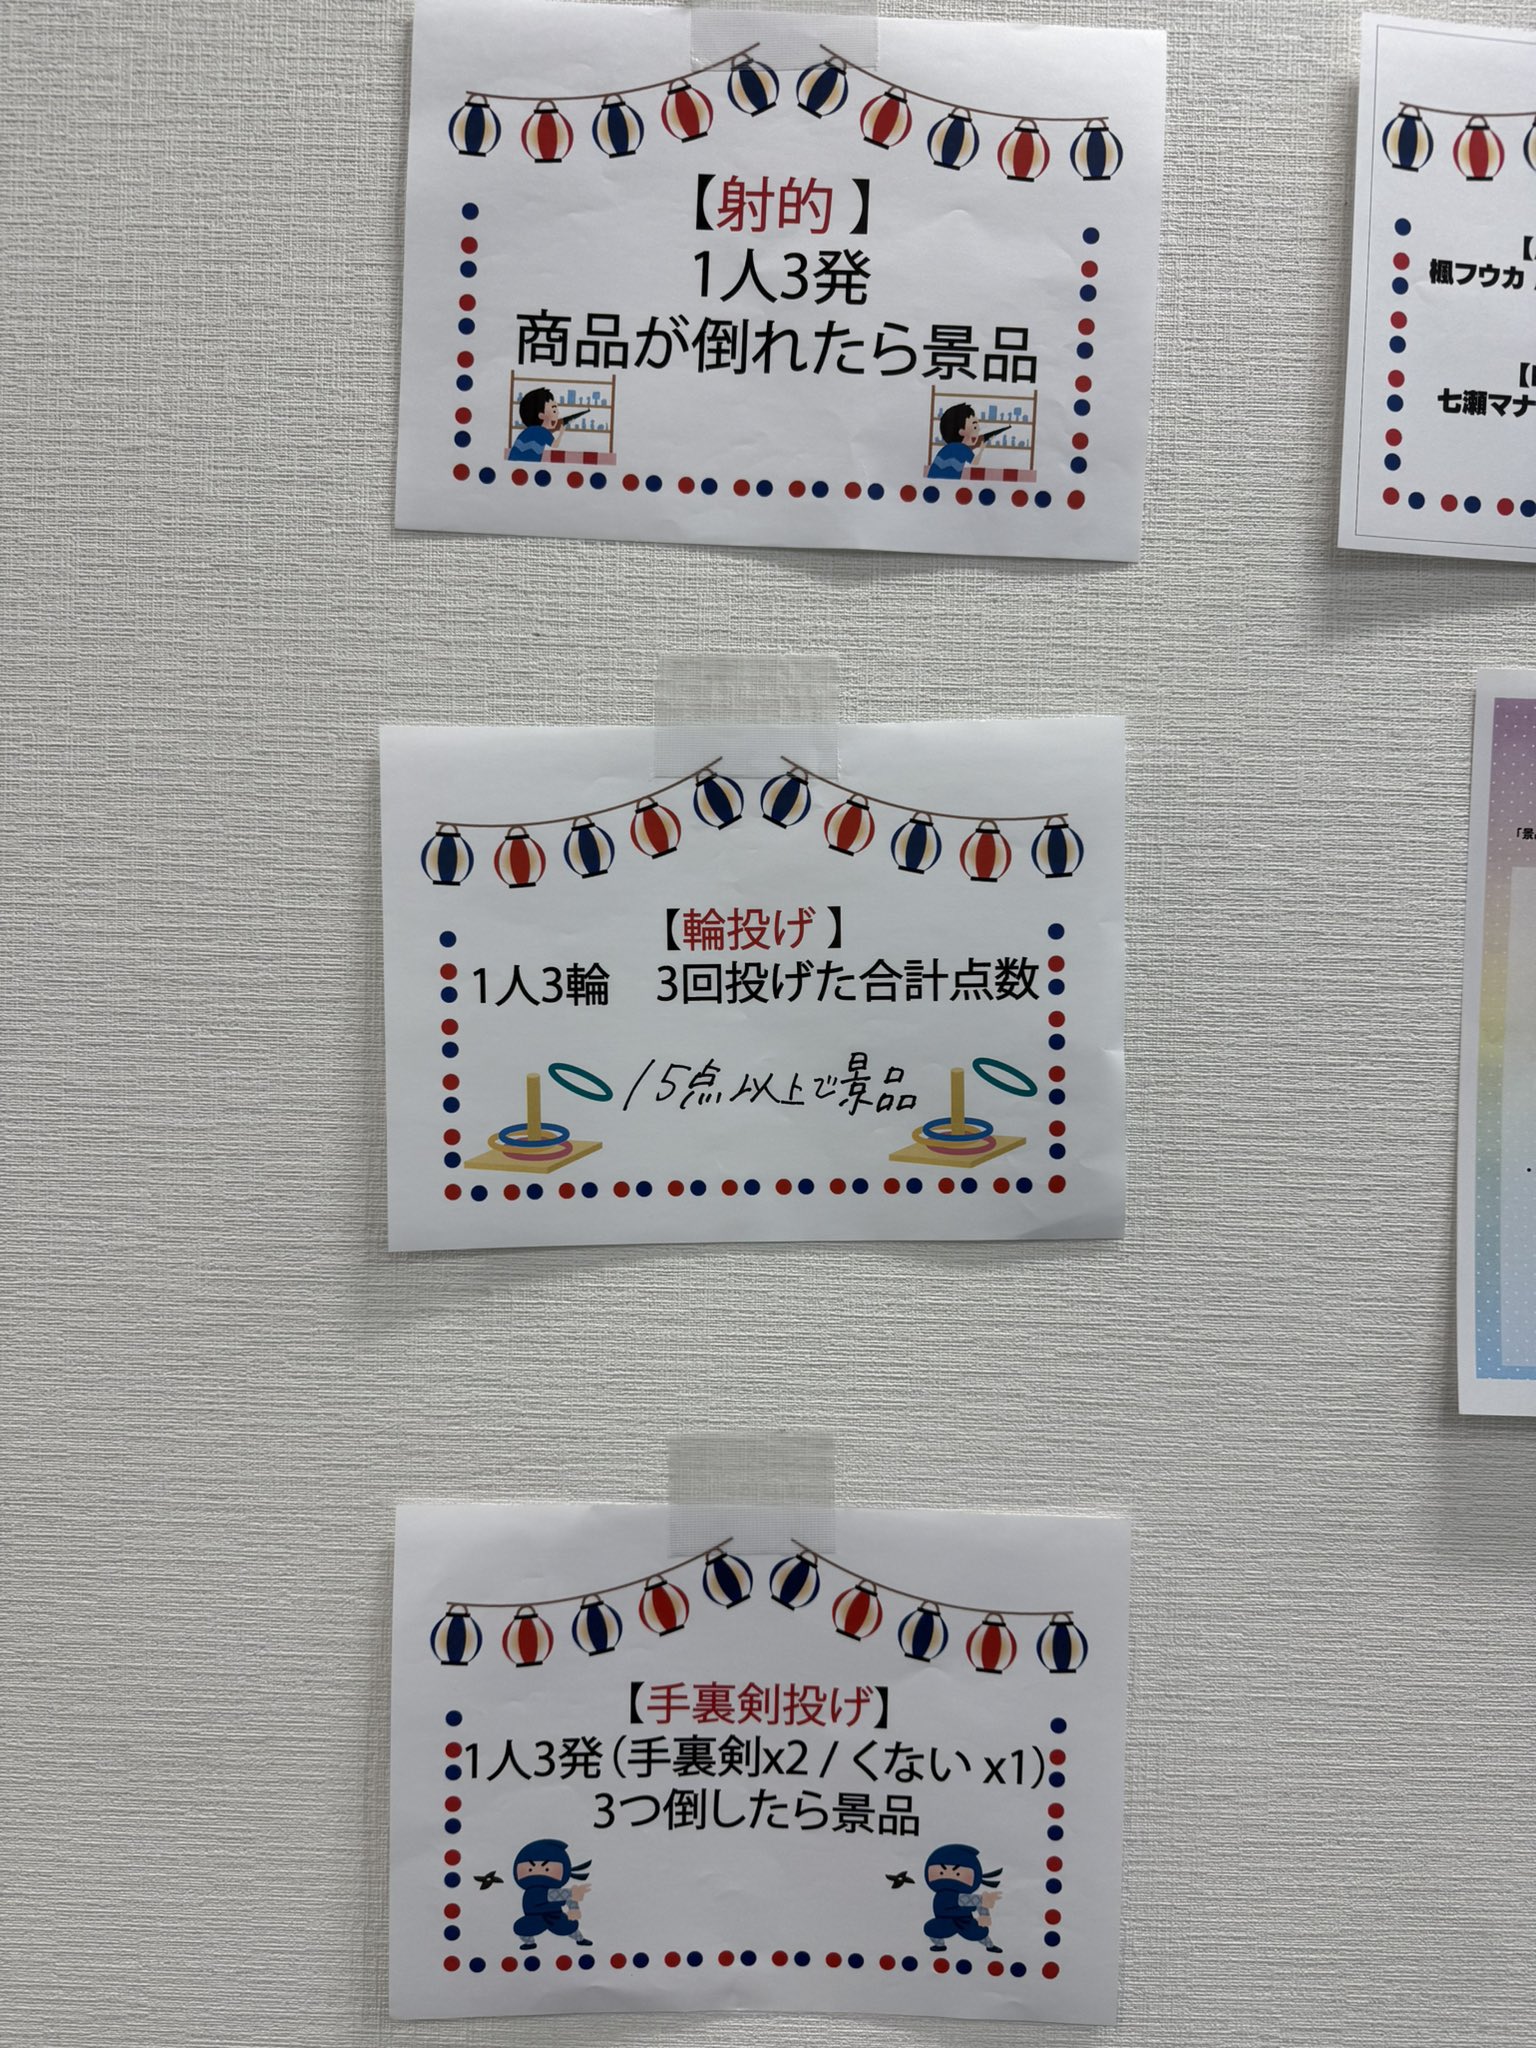 【射的】
1人3発
商品が倒れたら景品
楓フウカ
七瀬マナ
【輪投げ】
1人3輪　3回投げた合計点数
15点以上で景品
【手裏剣投げ】
1人3発(手裏剣x2 / くない x1)
3つ倒したら景品